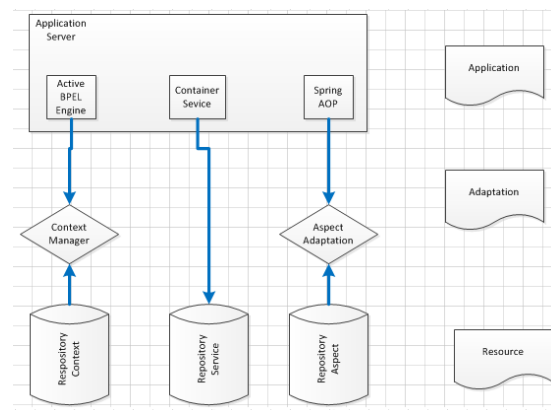 Application
Server
Active
BPEL
Engine
Container
Sevice
Spring
AOP
Application
Adaptation
Context
Manager
Aspect
Adaptation
Respository
Context
Repository
Service
Repository
Aspect
Resource